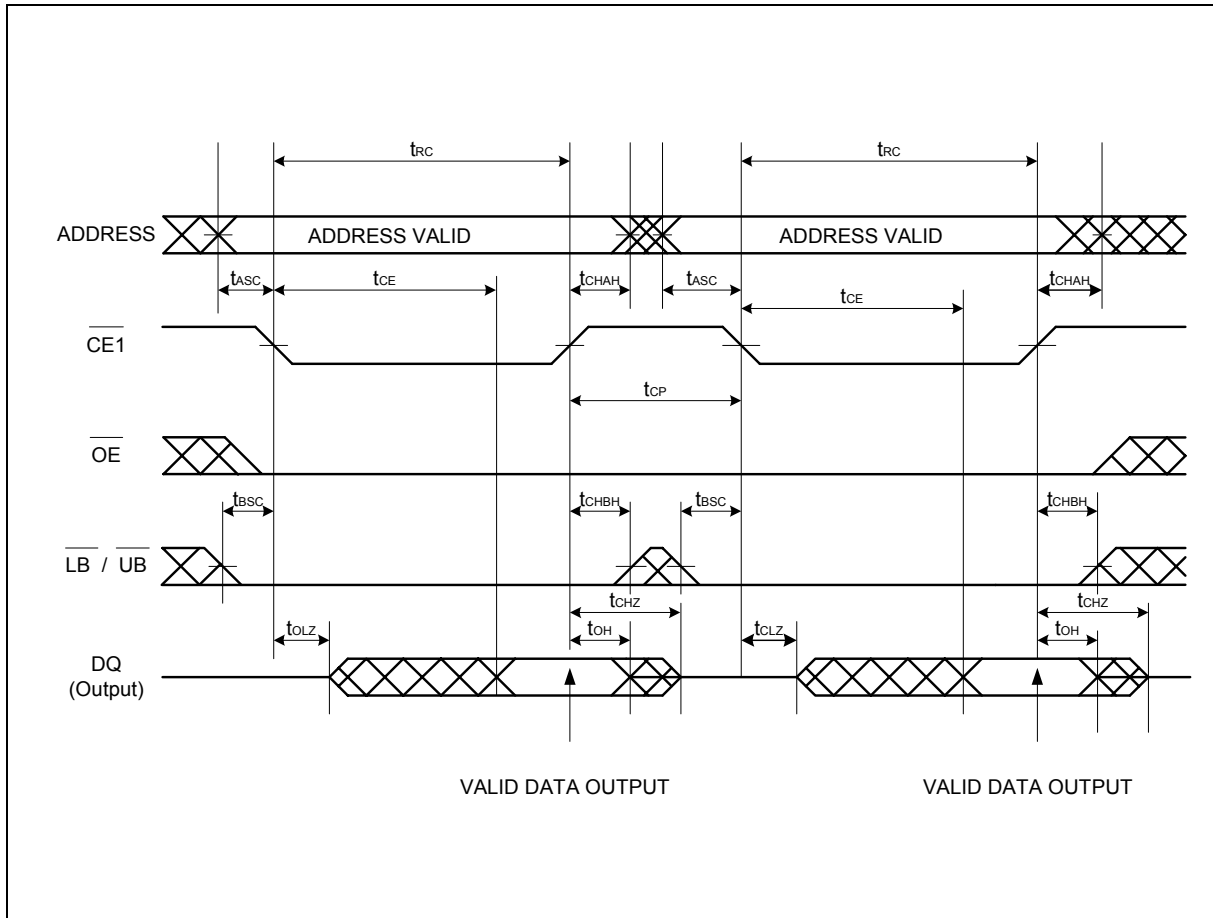 tRC tRC
ADDRESS ADDRESS VALID ADDRESS VALID
tASC tCE tCHAH tASC tCE tCHAH
CE1
tCP
OE
tBSC tCHBH tBSC tCHBH
LB / UB
tCHZ tCHZ
tOLZ tOH tCLZ tOH
DQ
(Output)
VALID DATA OUTPUT VALID DATA OUTPUT